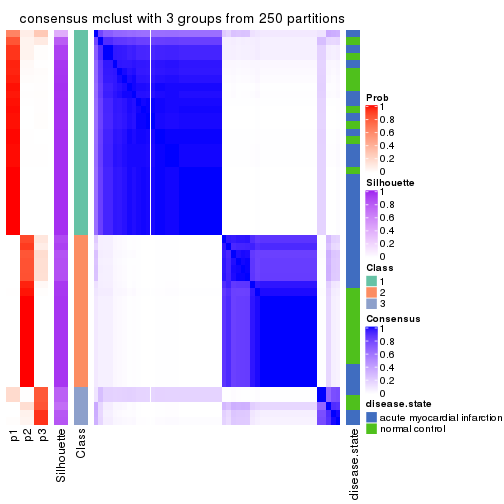 consensus mclust with 3 groups from 250 partitions
p1
p2
p3
Silhouette
Class
disease.state
Prob
1
0.8
0.6
0.4
0.2
0
Silhouette
1
0.8
0.6
0.4
0.2
0
Class
1
2
3
Consensus
1
0.8
0.6
0.4
0.2
0
disease.state
acute myocardial infarction
normal control